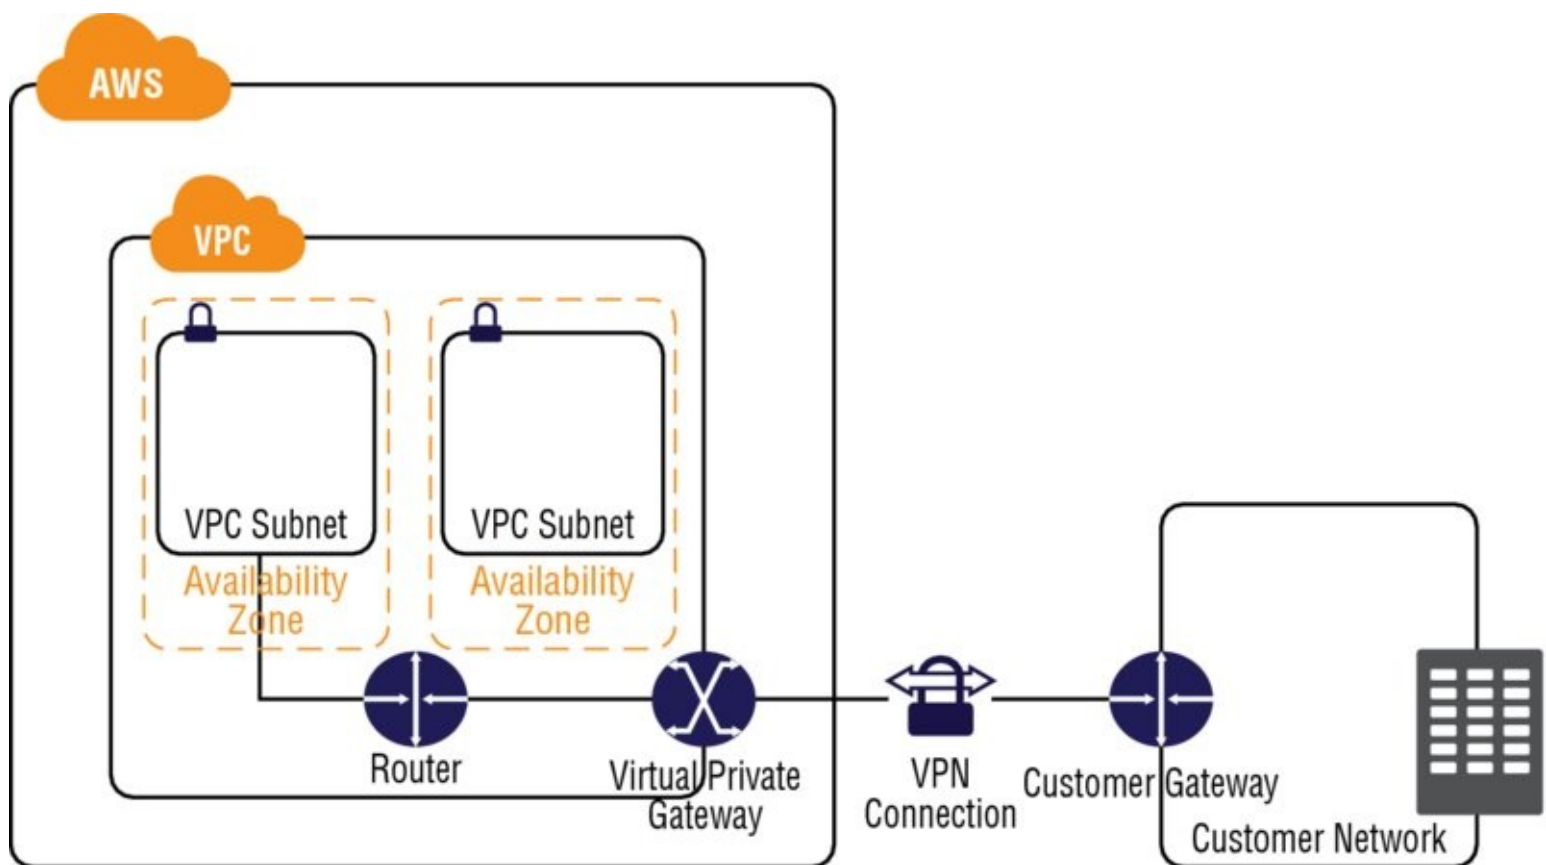 AWS
VPC
VPC Subnet
Availability
Zone
VPC Subnet
Availability
Zone
Router
Virtual Private
Gateway
VPN
Connection
Customer Gateway
Customer Network